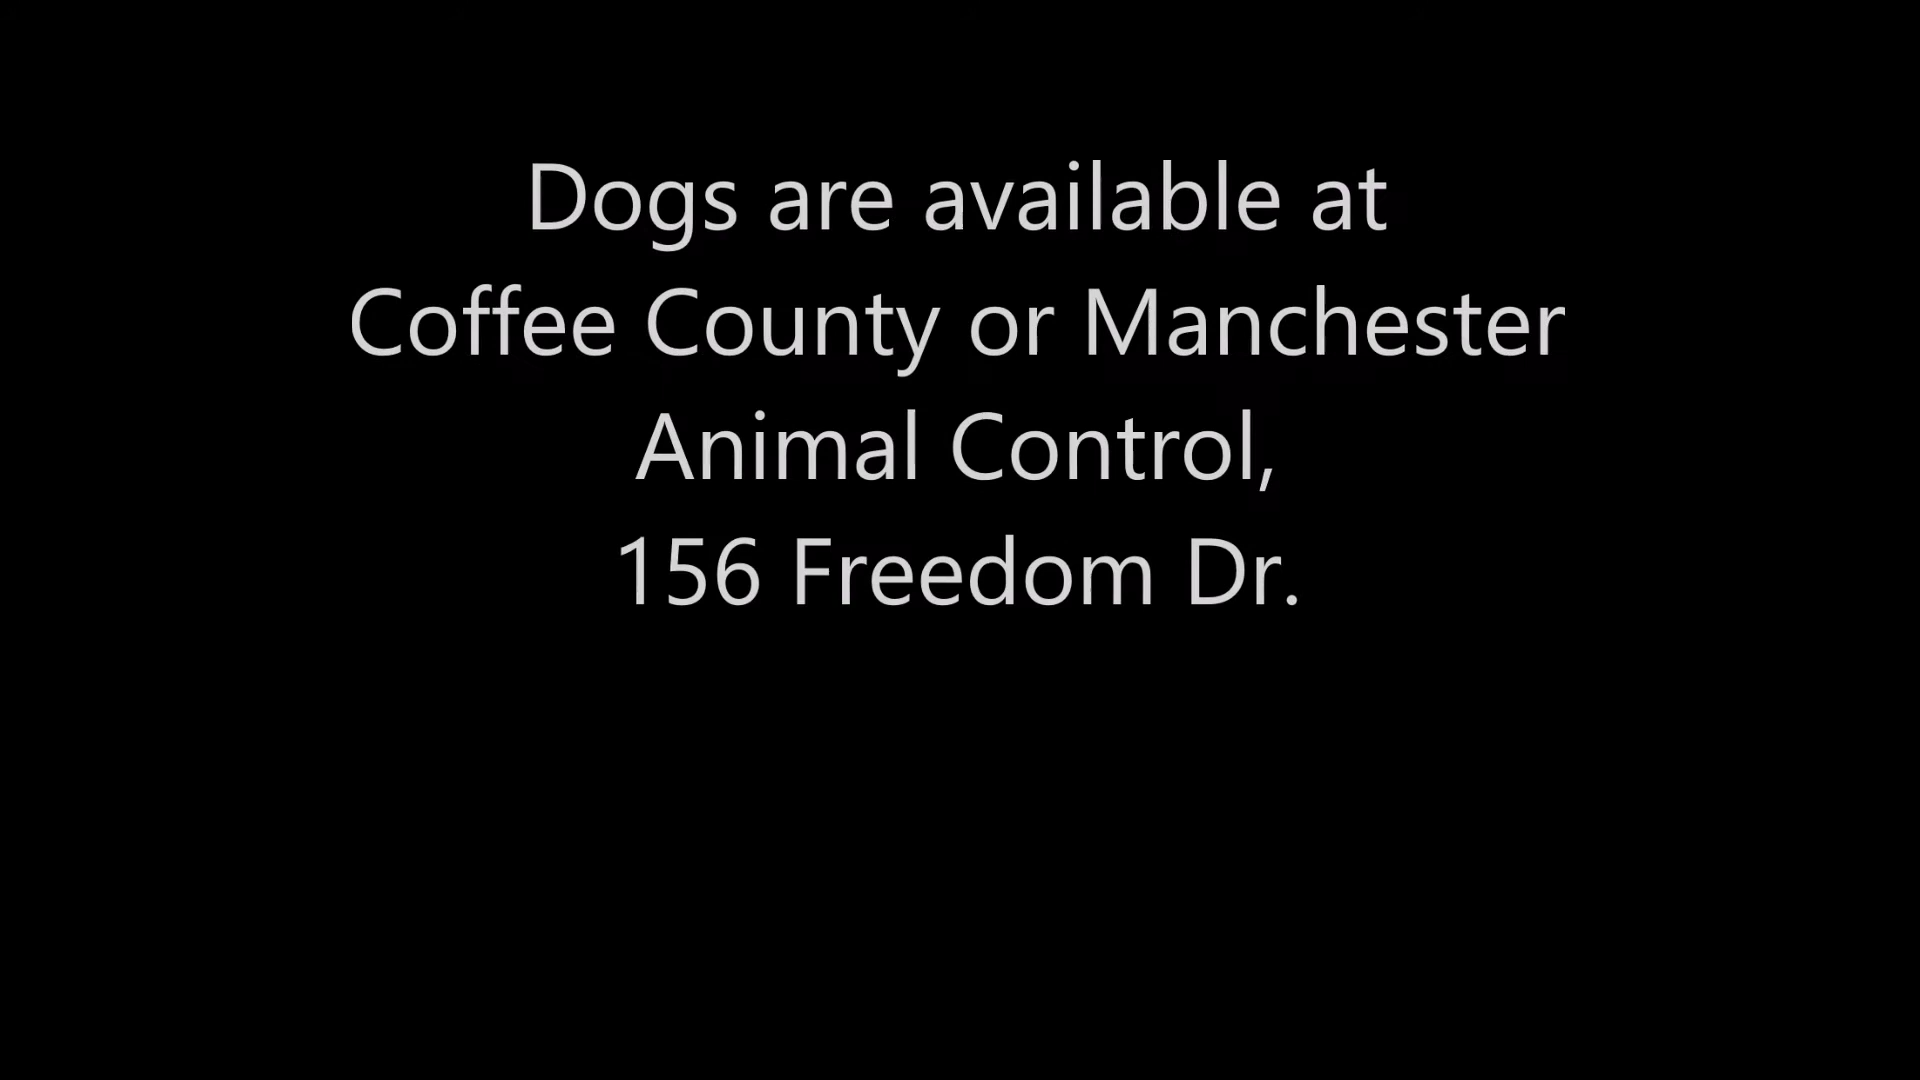 Dogs are available at
Coffee County or Manchester
Animal Control,
156 Freedom Dr.